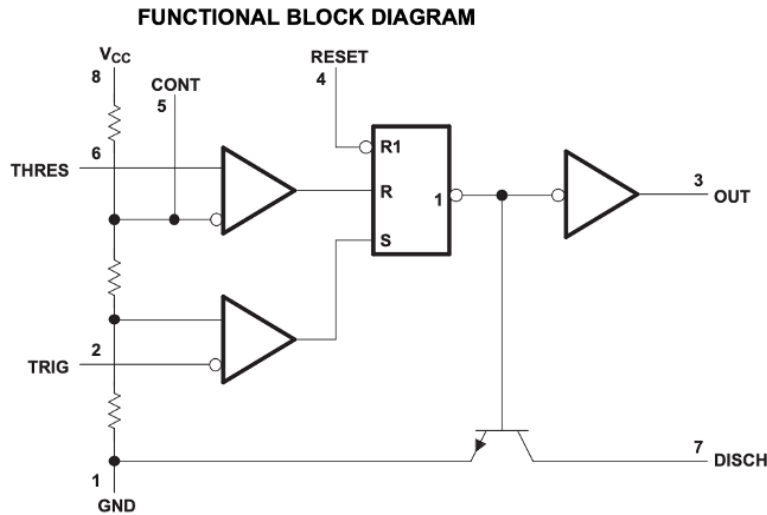 FUNCTIONAL BLOCK DIAGRAM
VCC
8
CONT
5
RESET
4
THRES
6
R1
R
1
S
3
OUT
TRIG
2
1
GND
7
DISCH